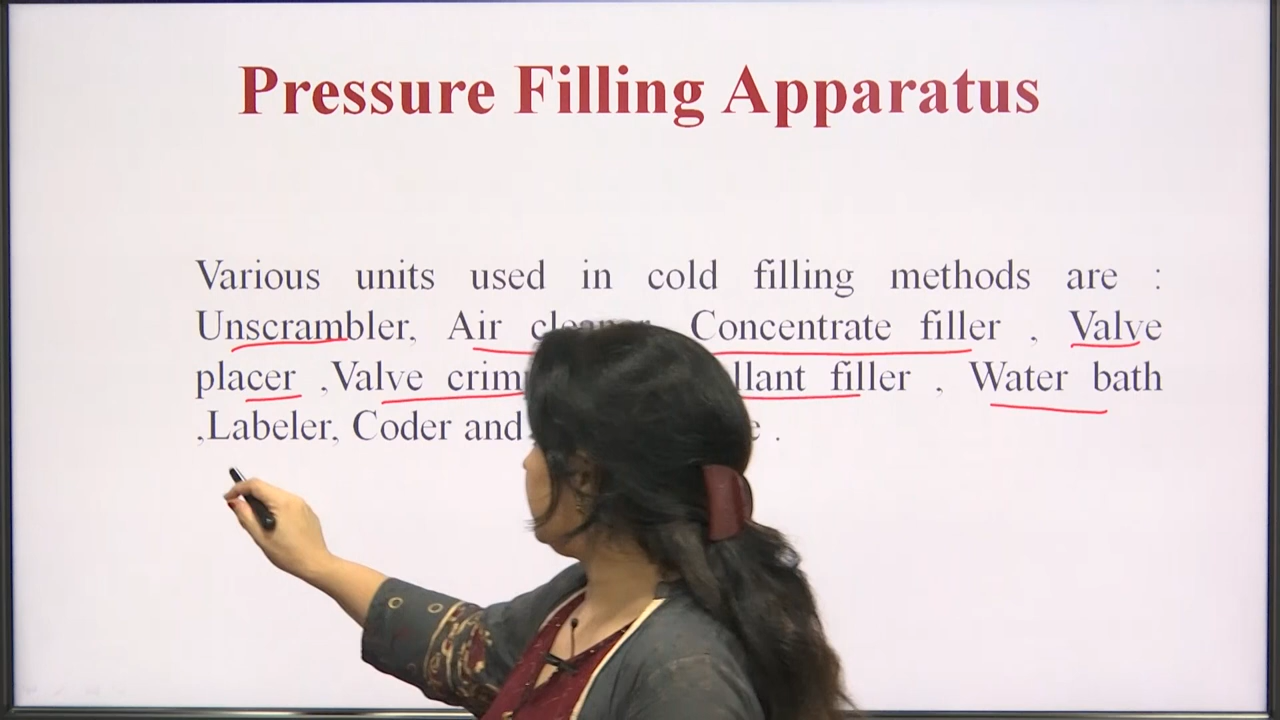 Pressure Filling Apparatus
Various units used in cold filling methods are :
Unscrambler, Air Concentrate filler , Valve
placer ,Valve filler , Water bath
,Labeler, Coder and .